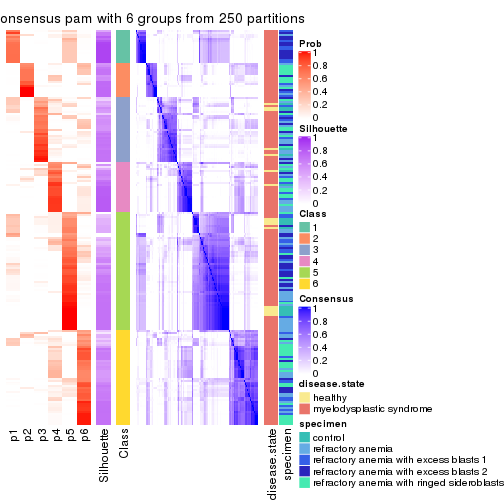 onsensus pam with 6 groups from 250 partitions
Prob
1
0.8
0.6
0.4
0.2
0
Silhouette
1
0.8
0.6
0.4
0.2
0
Class
1
2
3
4
5
6
Consensus
1
0.8
0.6
0.4
0.2
0
disease.state
healthy
myelodysplastic syndrome
specimen
control
refractory anemia
refractory anemia with excess blasts 1
refractory anemia with excess blasts 2
refractory anemia with ringed sideroblasts
p1
p2
p3
p4
p5
p6
Silhouette
Class
disease.state
specimen